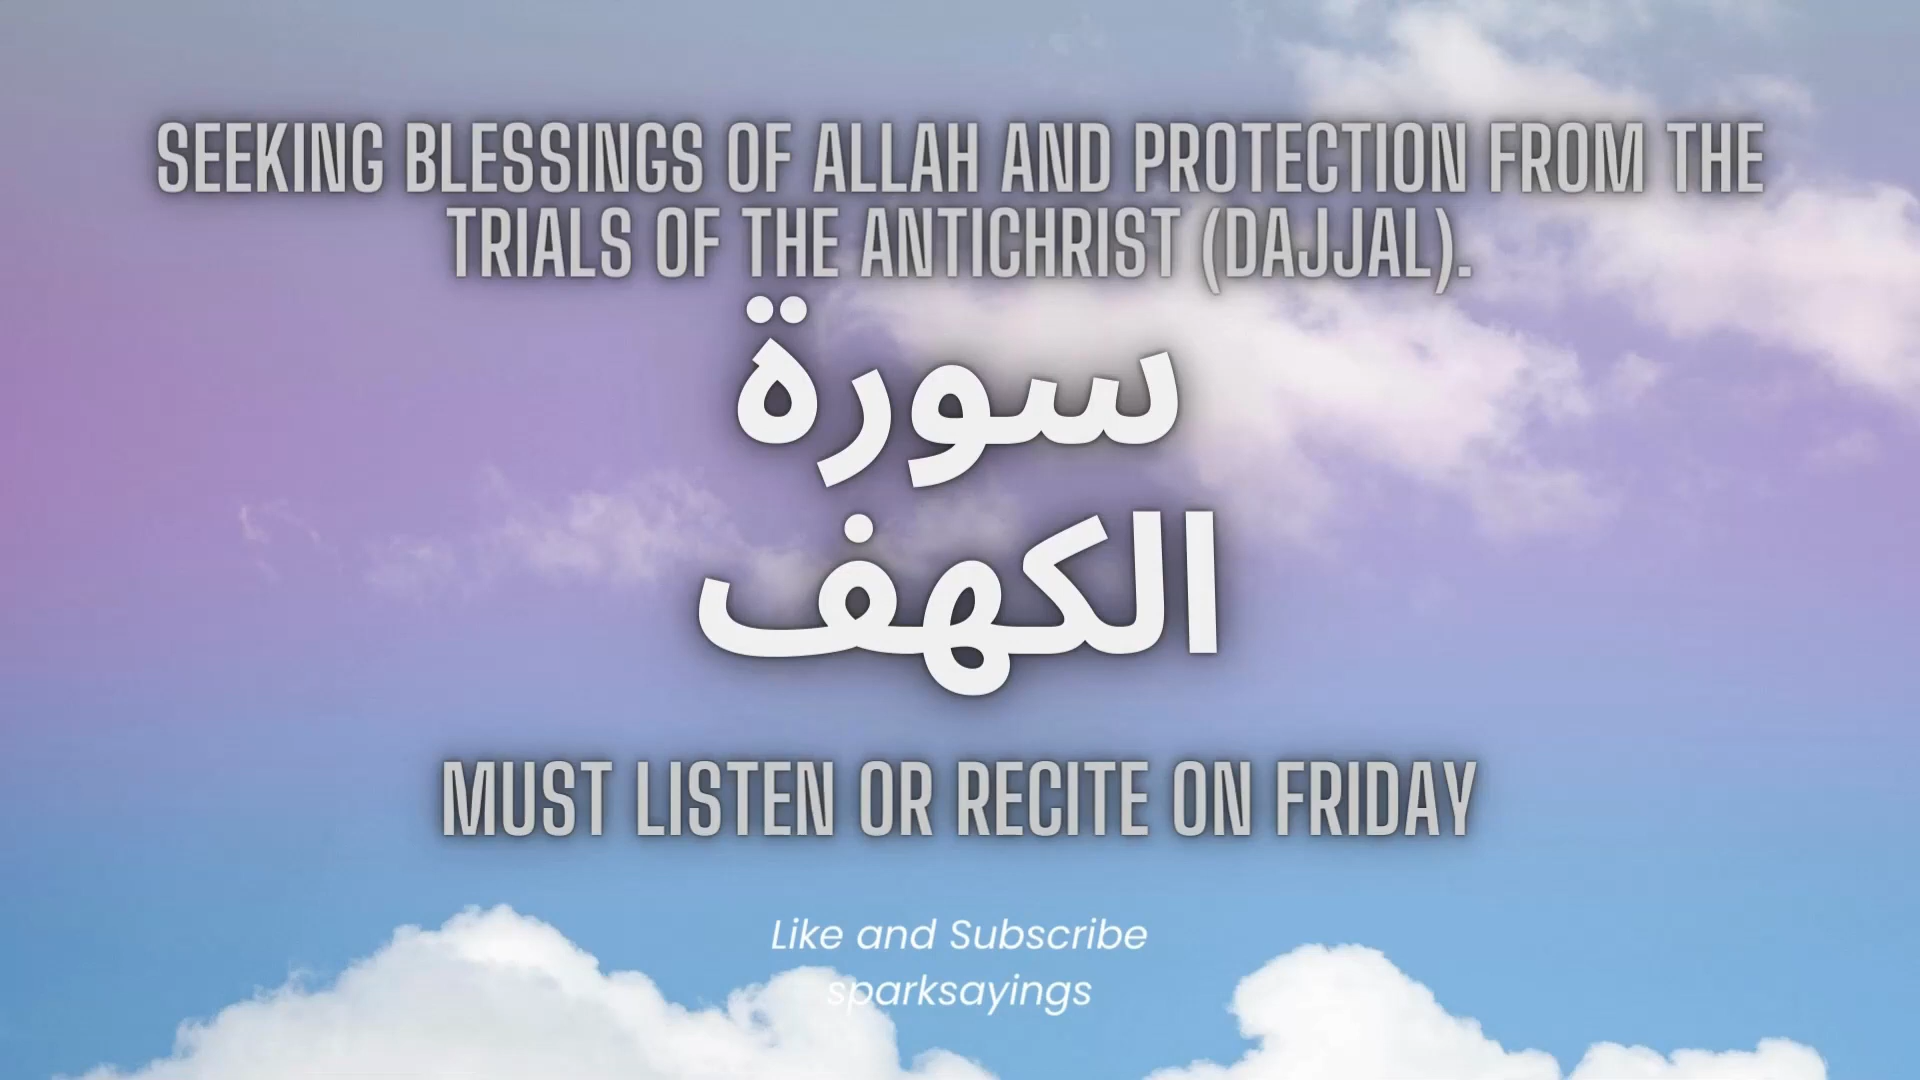 SEEKING BLESSINGS OF ALLAH AND PROTECTION FROM THE
TRIALS OF THE ANTICHRIST (DAJJAL).
سورة
الكهف
MUST LISTEN OR RECITE ON FRIDAY
Like and Subscribe
sparksayings